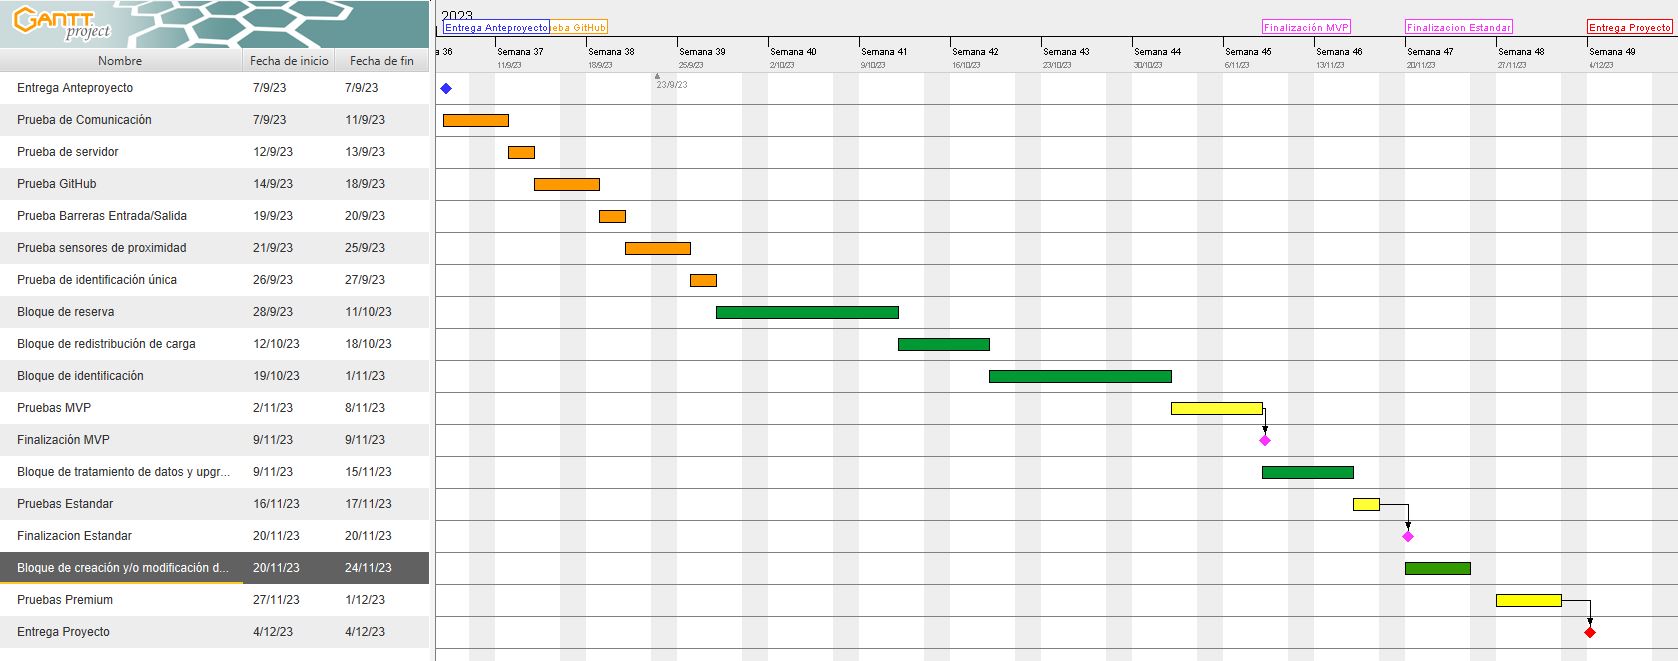 GANTT
project
Nombre Fecha de inicio Fecha de fin
Entrega Anteproyecto 7/9/23 7/9/23
Prueba de Comunicación 7/9/23 11/9/23
Prueba de servidor 12/9/23 13/9/23
Prueba GitHub 14/9/23 18/9/23
Prueba Barreras Entrada/Salida 19/9/23 20/9/23
Prueba sensores de proximidad 21/9/23 25/9/23
Prueba de identificación única 26/9/23 27/9/23
Bloque de reserva 28/9/23 11/10/23
Bloque de redistribución de carga 12/10/23 18/10/23
Bloque de identificación 19/10/23 1/11/23
Pruebas MVP 2/11/23 8/11/23
Finalización MVP 9/11/23 9/11/23
Bloque de tratamiento de datos y upgr... 9/11/23 15/11/23
Pruebas Estandar 16/11/23 17/11/23
Finalizacion Estandar 20/11/23 20/11/23
Bloque de creación y/o modificación d... 20/11/23 24/11/23
Pruebas Premium 27/11/23 1/12/23
Entrega Proyecto 4/12/23 4/12/23
2023
Entrega Anteproyecto eba GitHub Finalización MVP Finalizacion Estandar Entrega Proyecto
a 36 Semana 37 Semana 38 Semana 39 Semana 40 Semana 41 Semana 42 Semana 43 Semana 44 Semana 45 Semana 46 Semana 47 Semana 48 Semana 49
11/9/23 18/9/23 25/9/23 2/10/23 9/10/23 16/10/23 23/10/23 30/10/23 6/11/23 13/11/23 20/11/23 27/11/23 4/12/23
23/9/23